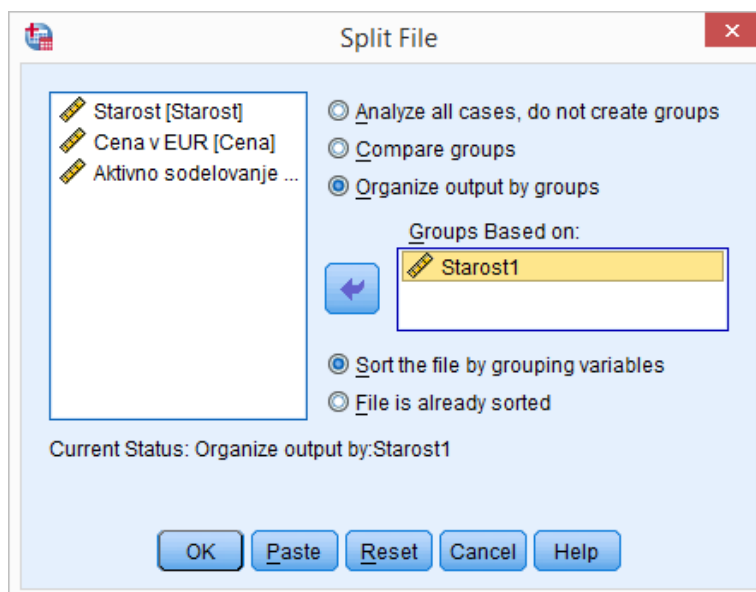 Split File
Starost [Starost]
Cena v EUR [Cena]
Aktivno sodelovanje ...
Analyze all cases, do not create groups
Compare groups
Organize output by groups
Groups Based on:
Starost1
Sort the file by grouping variables
File is already sorted
Current Status: Organize output by:Starost1
OK Paste Reset Cancel Help